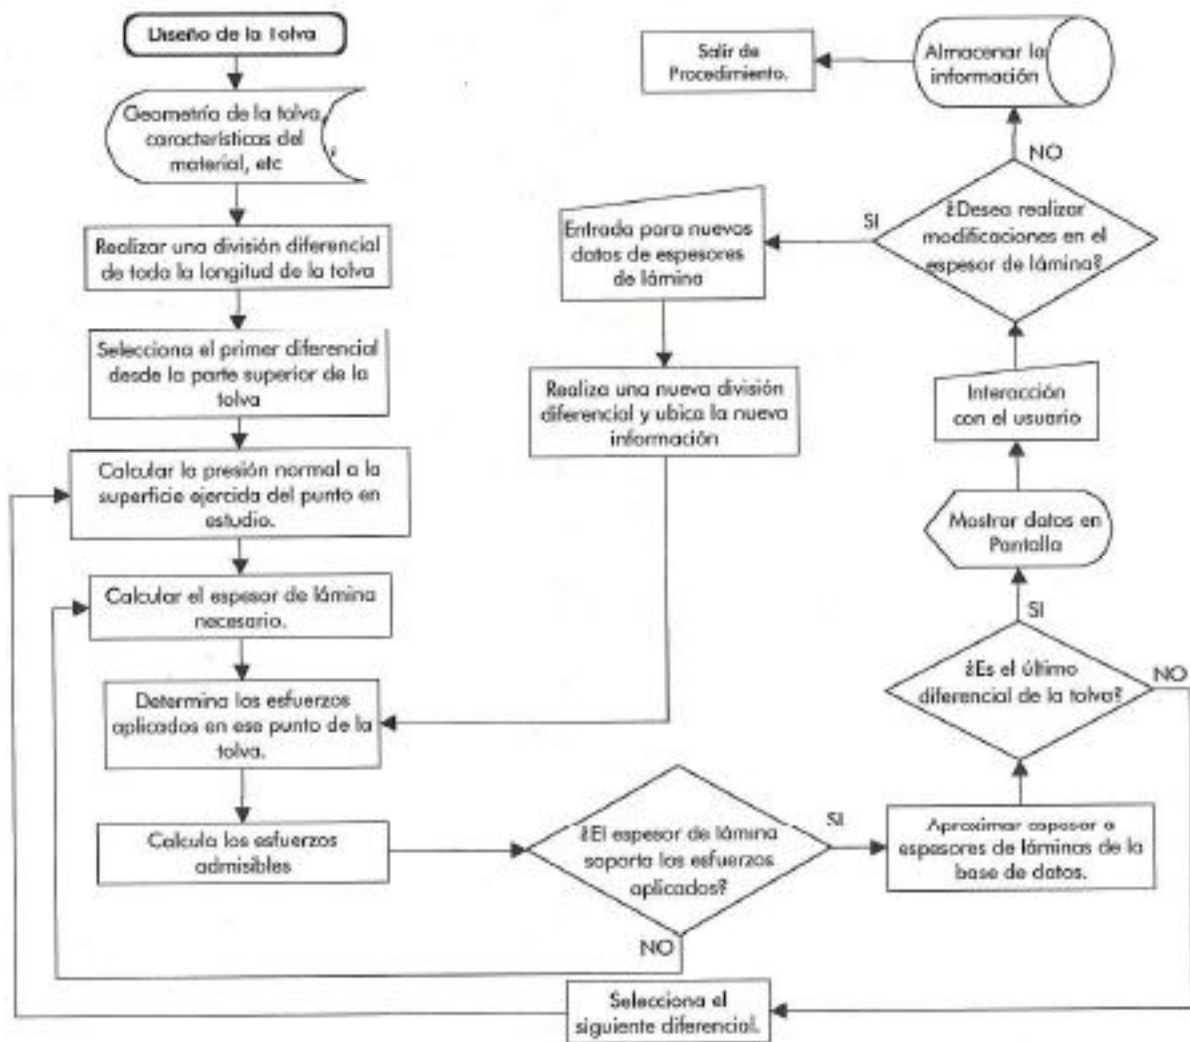 Diseño de la Tolva
Geometría de la tolva,
características del
material, etc
,
Realizar una división diferencial
de toda la longitud de la tolva
Selecciona el primer diferencial
desde la parte superior de la
tolva
Calcular la presión normal a la
superficie ejercida del punto en
estudio.
Calcular el espesor de lámina
necesario.
Determina los esfuerzos
aplicados en ese punto de la
tolva.
Calcula los esfuerzos
admisibles
¿El espesor de lámina
soporta los esfuerzos
aplicados?
SI
NO
Aproximar espesor a
espesores de láminas de la
base de datos.
¿Es el último
diferencial de la tolva?
NO
SI
Selecciona el
siguiente diferencial.
Mostrar datos en
Pantalla
Interacción
con el usuario
¿Desea realizar
modificaciones en el
espesor de lámina?
SI
NO
Entrada para nuevos
datos de espesores
de lámina
Realiza una nueva división
diferencial y ubica la nueva
información
Almacenar la
información
Salir de
Procedimiento.